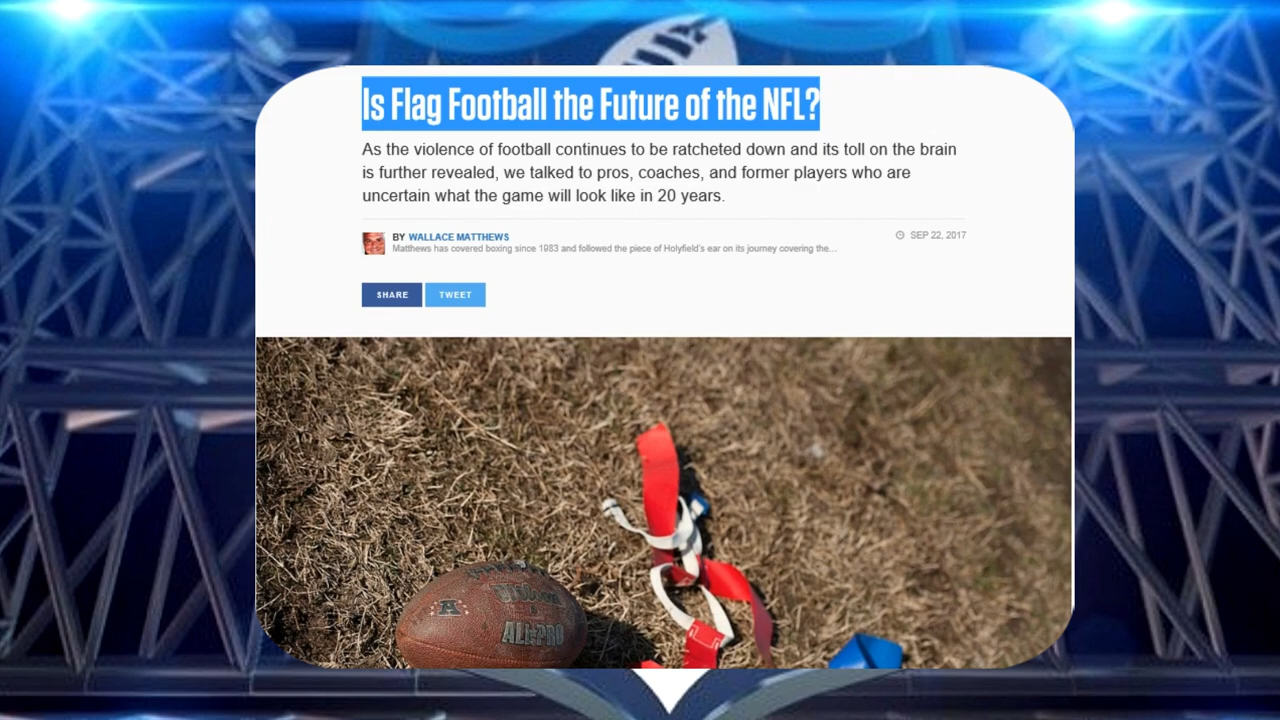 Is Flag Football the Future of the NFL?
As the violence of football continues to be ratcheted down and its toll on the brain
is further revealed, we talked to pros, coaches, and former players who are
uncertain what the game will look like in 20 years.
BY WALLACE MATTHEWS
SEP 22, 2017
Matthews has covered boxing since 1983 and followed the piece of Holyfield's ear on its journey covering the...
SHARE
TWEET
Wilson
A
ALL PRO